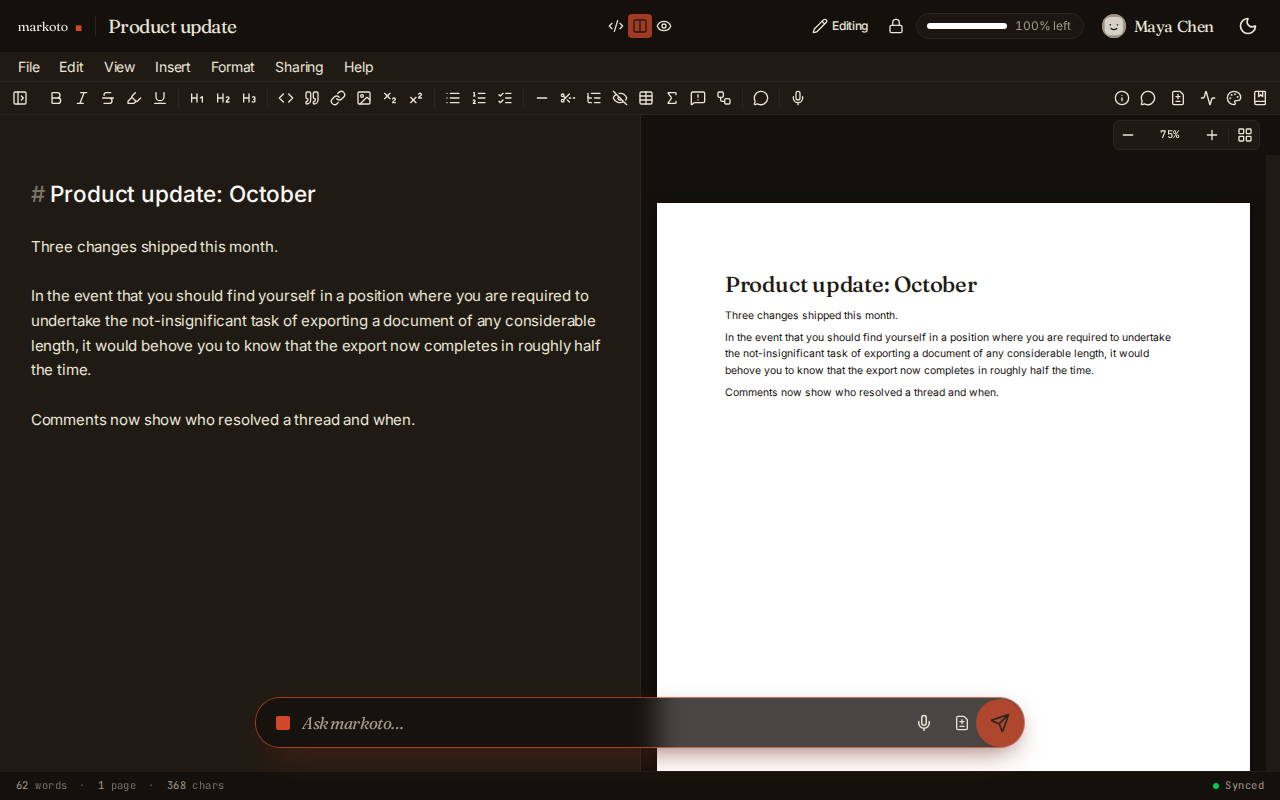 markoto
Product update
Editing
100% left
Maya Chen
File Edit View Insert Format Sharing Help
H1 H2 H3
75%
# Product update: October
Three changes shipped this month.
In the event that you should find yourself in a position where you are required to
undertake the not-insignificant task of exporting a document of any considerable
length, it would behove you to know that the export now completes in roughly half
the time.
Comments now show who resolved a thread and when.
Product update: October
Three changes shipped this month.
In the event that you should find yourself in a position where you are required to undertake
the not-insignificant task of exporting a document of any considerable length, it would
behove you to know that the export now completes in roughly half the time.
Comments now show who resolved a thread and when.
Ask markoto...
62 words · 1 page · 368 chars
Synced